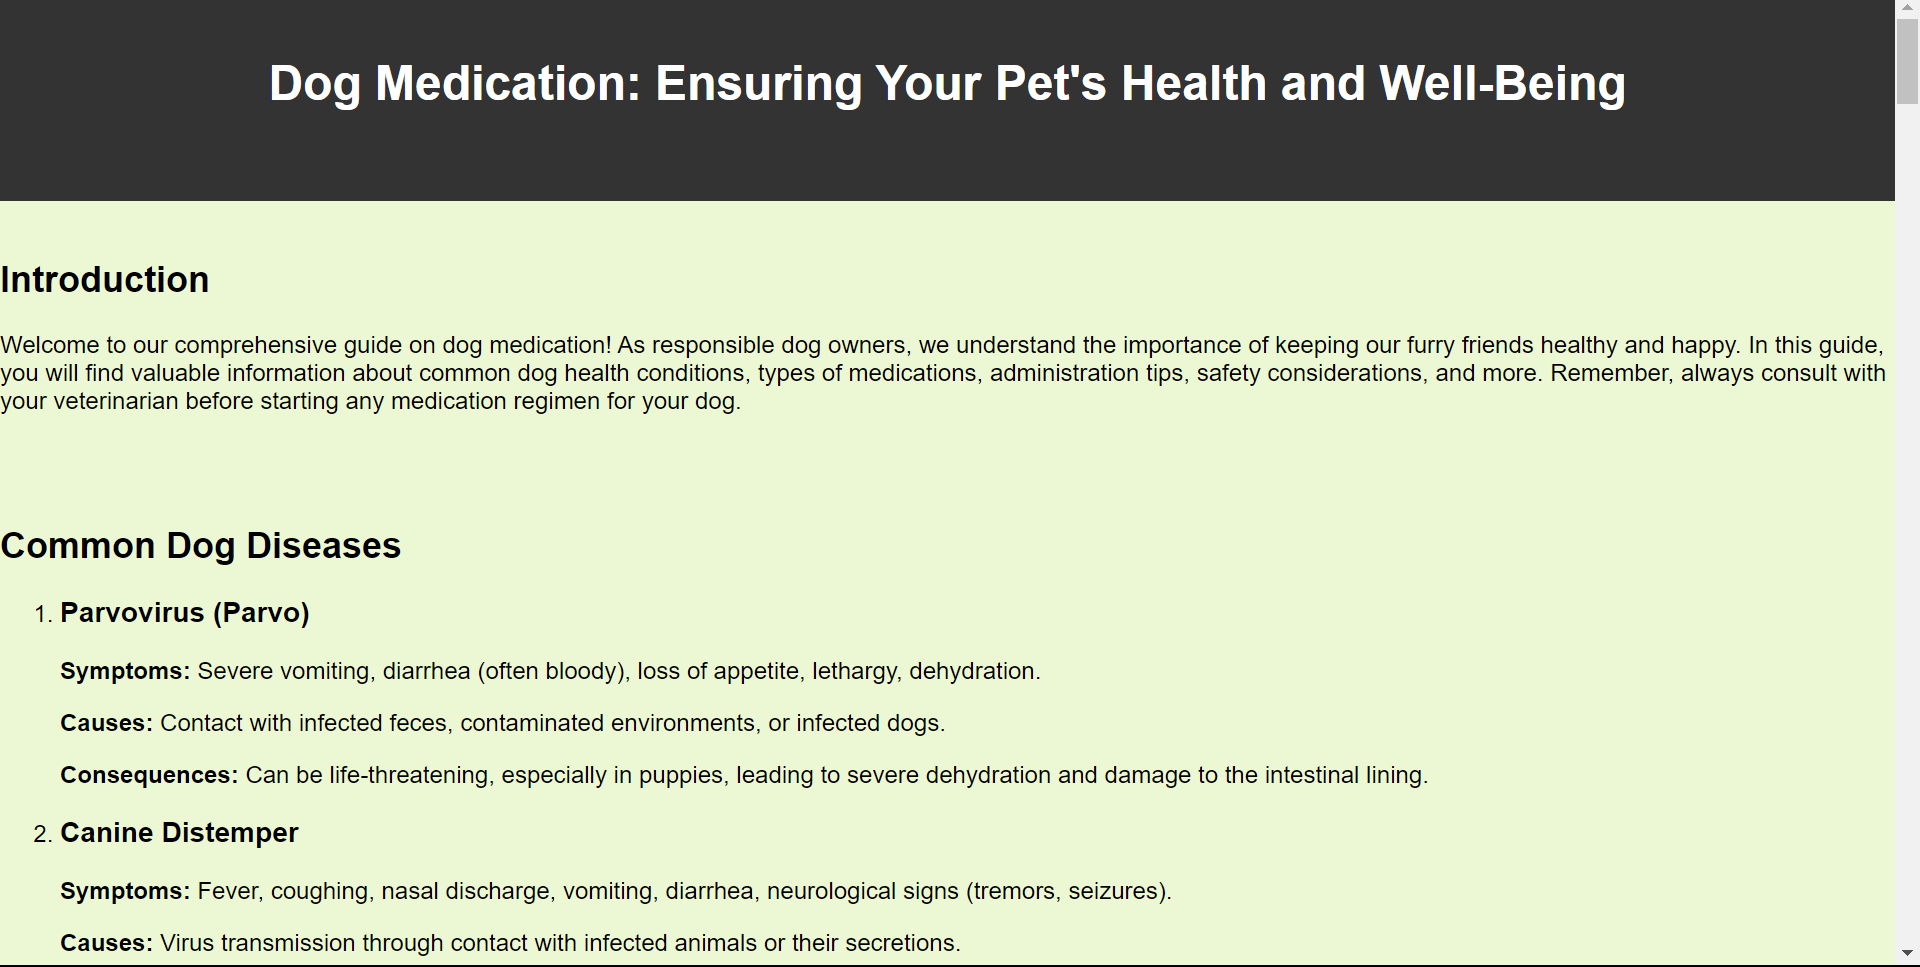 Dog Medication: Ensuring Your Pet's Health and Well-Being
Introduction
Welcome to our comprehensive guide on dog medication! As responsible dog owners, we understand the importance of keeping our furry friends healthy and happy. In this guide,
you will find valuable information about common dog health conditions, types of medications, administration tips, safety considerations, and more. Remember, always consult with
your veterinarian before starting any medication regimen for your dog.
Common Dog Diseases
1. Parvovirus (Parvo)
Symptoms: Severe vomiting, diarrhea (often bloody), loss of appetite, lethargy, dehydration.
Causes: Contact with infected feces, contaminated environments, or infected dogs.
Consequences: Can be life-threatening, especially in puppies, leading to severe dehydration and damage to the intestinal lining.
2. Canine Distemper
Symptoms: Fever, coughing, nasal discharge, vomiting, diarrhea, neurological signs (tremors, seizures).
Causes: Virus transmission through contact with infected animals or their secretions.